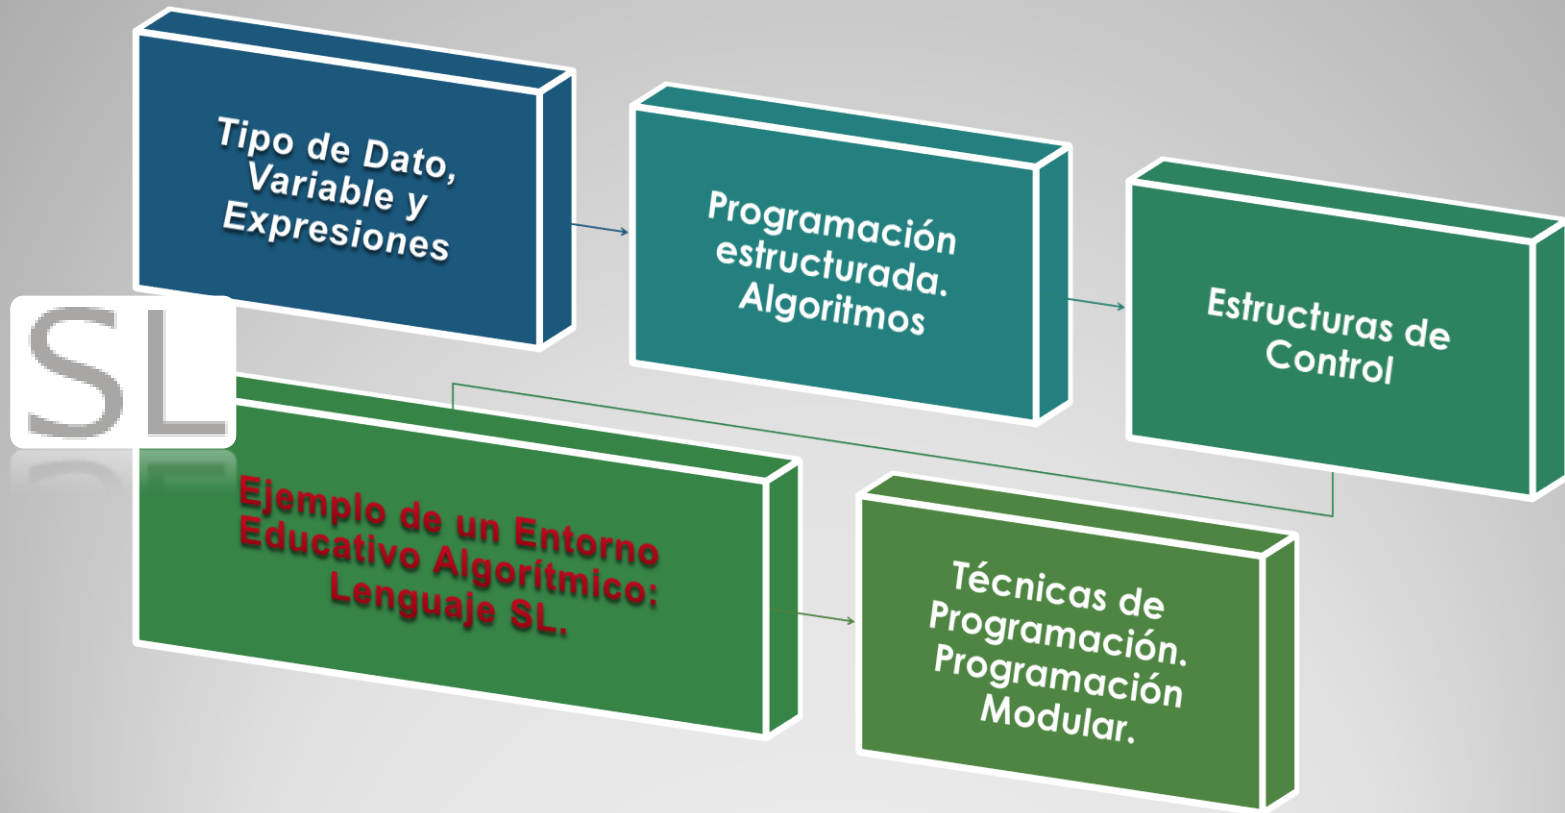 Tipo de Dato,
Variable y
Expresiones
Programación
estructurada.
Algoritmos
Estructuras de
Control
SL
Ejemplo de un Entorno
Educativo Algorítmico:
Lenguaje SL.
Técnicas de
Programación.
Programación
Modular.